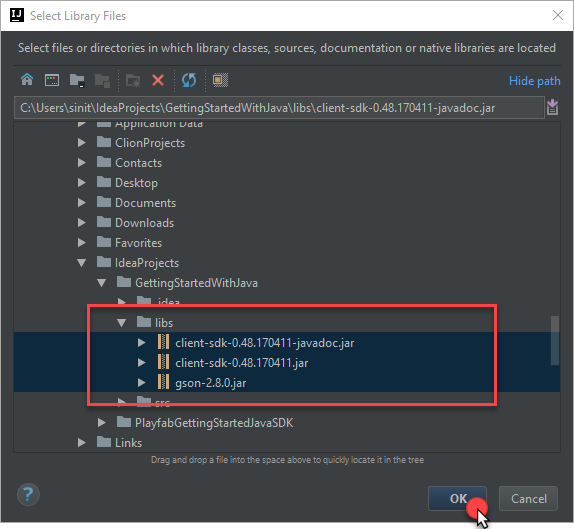 IJ
Select Library Files
Select files or directories in which library classes, sources, documentation or native libraries are located
Hide path
C:\Users\sinit\IdeaProjects\GettingStartedWithJava\libs\client-sdk-0.48.170411-javadoc.jar
Application Data
ClionProjects
Contacts
Desktop
Documents
Downloads
Favorites
IdeaProjects
GettingStartedWithJava
.idea
libs
client-sdk-0.48.170411-javadoc.jar
client-sdk-0.48.170411.jar
gson-2.8.0.jar
src
PlayfabGettingStartedJavaSDK
Links
Drag and drop a file into the space above to quickly locate it in the tree
?
OK
Cancel